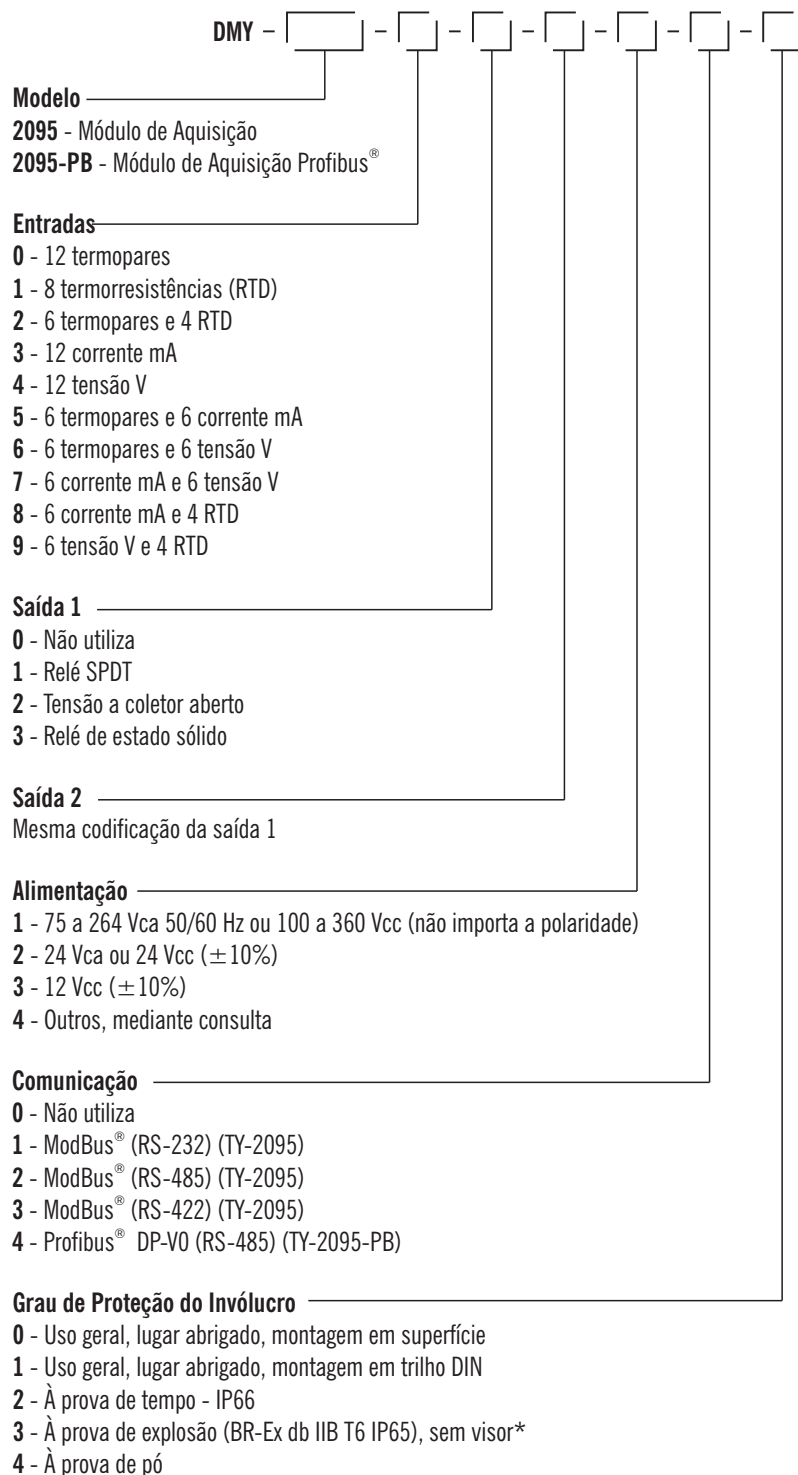 DMY - - - - - - -
Modelo
2095 - Módulo de Aquisição
2095-PB - Módulo de Aquisição Profibus®
Entradas
0 - 12 termopares
1 - 8 termorresistências (RTD)
2 - 6 termopares e 4 RTD
3 - 12 corrente mA
4 - 12 tensão V
5 - 6 termopares e 6 corrente mA
6 - 6 termopares e 6 tensão V
7 - 6 corrente mA e 6 tensão V
8 - 6 corrente mA e 4 RTD
9 - 6 tensão V e 4 RTD
Saída 1
0 - Não utiliza
1 - Relé SPDT
2 - Tensão a coletor aberto
3 - Relé de estado sólido
Saída 2
Mesma codificação da saída 1
Alimentação
1 - 75 a 264 Vca 50/60 Hz ou 100 a 360 Vcc (não importa a polaridade)
2 - 24 Vca ou 24 Vcc (±10%)
3 - 12 Vcc (±10%)
4 - Outros, mediante consulta
Comunicação
0 - Não utiliza
1 - ModBus® (RS-232) (TY-2095)
2 - ModBus® (RS-485) (TY-2095)
3 - ModBus® (RS-422) (TY-2095)
4 - Profibus® DP-V0 (RS-485) (TY-2095-PB)
Grau de Proteção do Invólucro
0 - Uso geral, lugar abrigado, montagem em superfície
1 - Uso geral, lugar abrigado, montagem em trilho DIN
2 - À prova de tempo - IP66
3 - À prova de explosão (BR-Ex db IIB T6 IP65), sem visor*
4 - À prova de pó